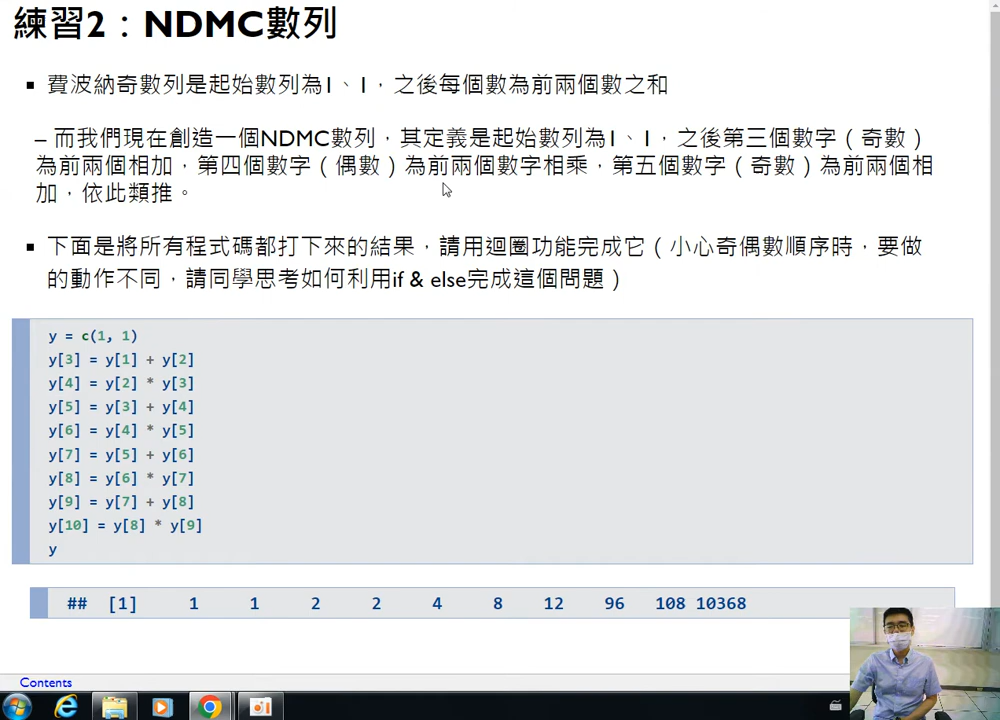 練習2：NDMC數列
▪ 費波納奇數列是起始數列為1、1，之後每個數為前兩個數之和
– 而我們現在創造一個NDMC數列，其定義是起始數列為1、1，之後第三個數字（奇數）
為前兩個相加，第四個數字（偶數）為前兩個數字相乘，第五個數字（奇數）為前兩個相
加，依此類推。
▪ 下面是將所有程式碼都打下來的結果，請用迴圈功能完成它（小心奇偶數順序時，要做
的動作不同，請同學思考如何利用if & else完成這個問題）
y = c(1, 1)
y[3] = y[1] + y[2]
y[4] = y[2] * y[3]
y[5] = y[3] + y[4]
y[6] = y[4] * y[5]
y[7] = y[5] + y[6]
y[8] = y[6] * y[7]
y[9] = y[7] + y[8]
y[10] = y[8] * y[9]
y
## [1] 1 1 2 2 4 8 12 96 108 10368
Contents